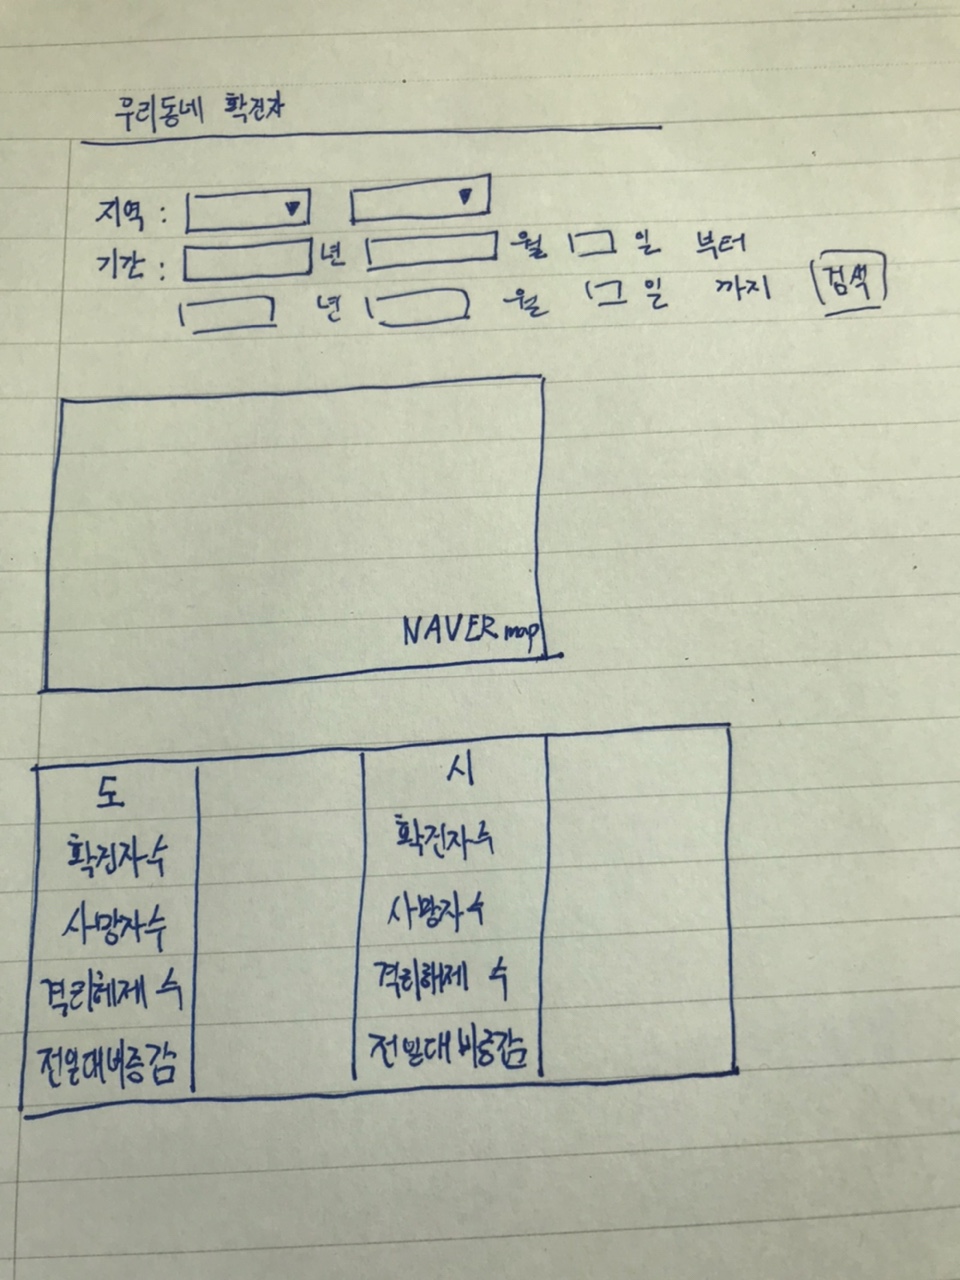 우리동네 확진자
지역 :
기간 : 년 월 일 부터
년 월 일 까지 검색
NAVER map
도 시
확진자수 확진자수
사망자수 사망자수
격리헤제 수 격리해제 수
전일대비증감 전일대비증감